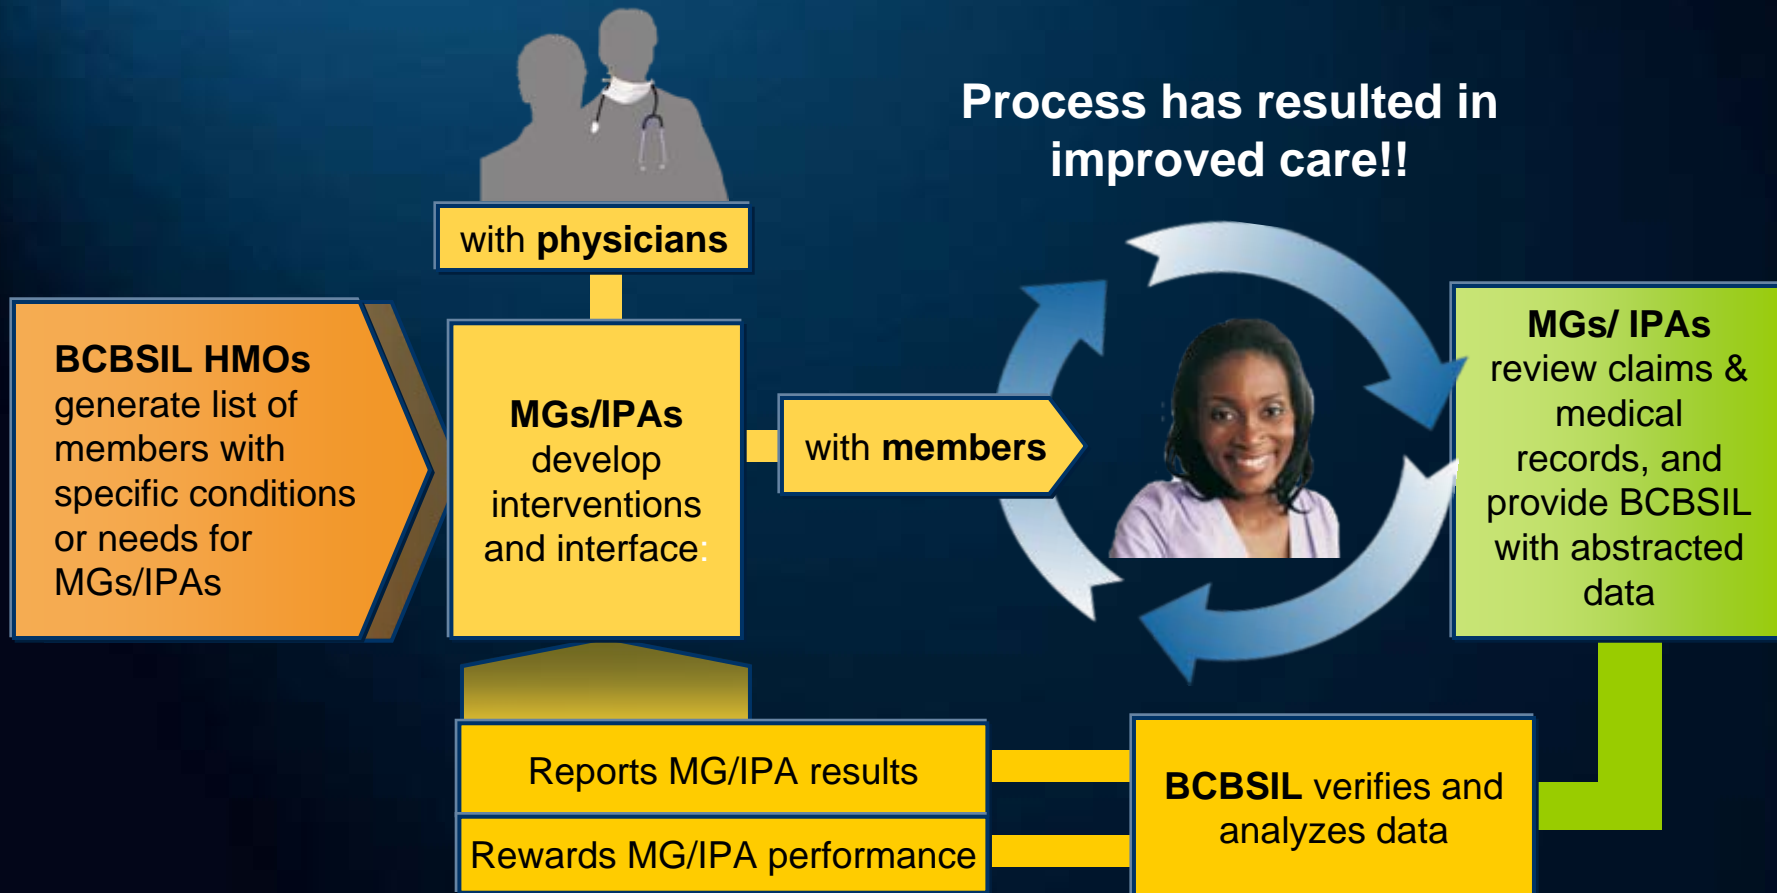 Process has resulted in
improved care!!
with physicians
BCBSIL HMOs
generate list of
members with
specific conditions
or needs for
MGs/IPAs
MGs/IPAs
develop
interventions
and interface:
with members
MGs/ IPAs
review claims &
medical
records, and
provide BCBSIL
with abstracted
data
Reports MG/IPA results
Rewards MG/IPA performance
BCBSIL verifies and
analyzes data